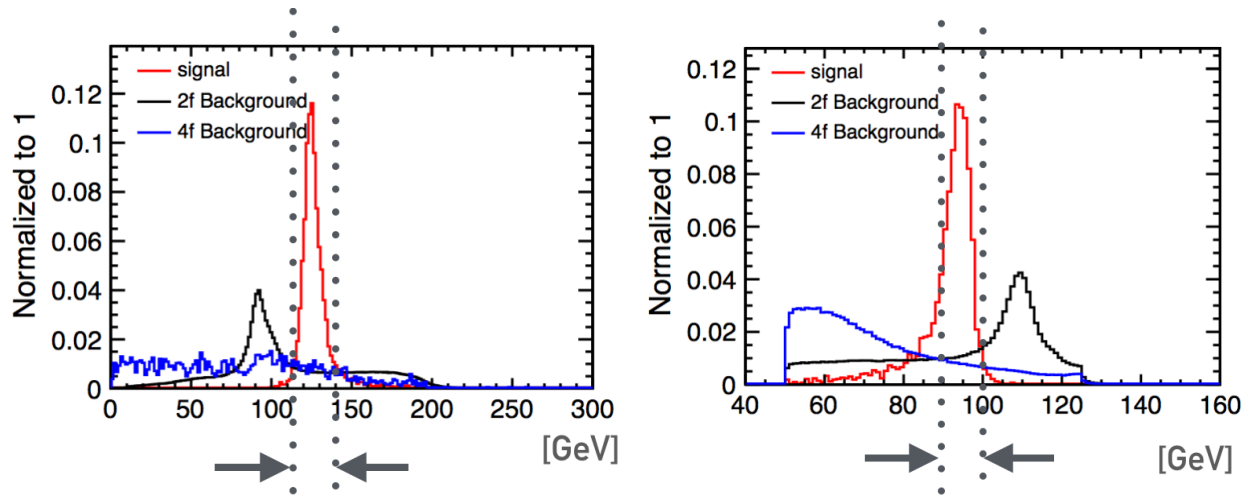 Normalized to 1
0.12
0.1
0.08
0.06
0.04
0.02
0
signal
2f Background
4f Background
0 50 100 150 200 250 300
[GeV]
Normalized to 1
0.12
0.1
0.08
0.06
0.04
0.02
0
signal
2f Background
4f Background
40 60 80 100 120 140 160
[GeV]